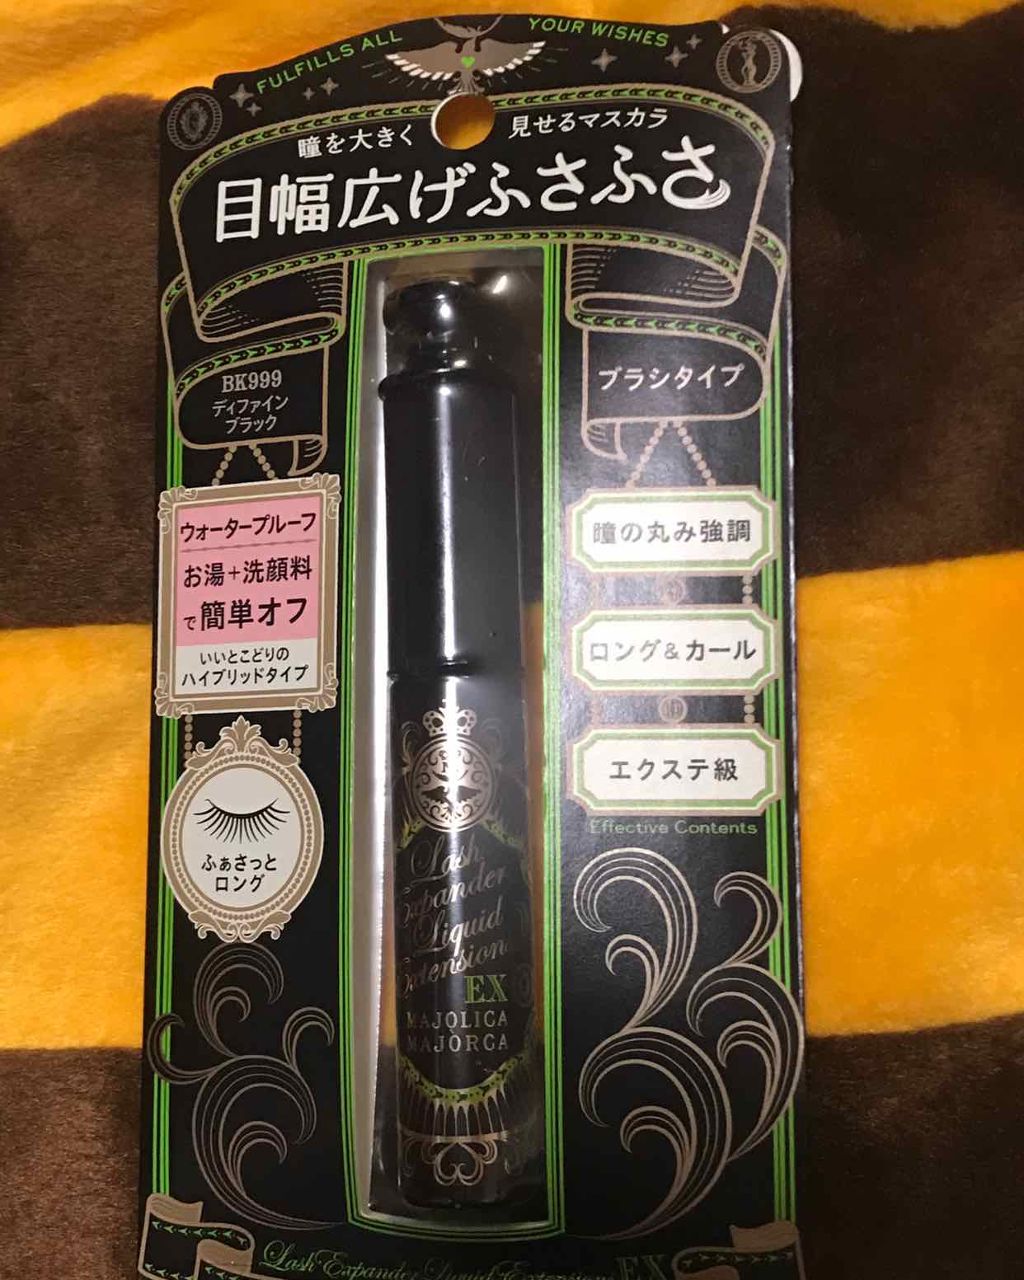 FULFILLS ALL YOUR WISHES
瞳を大きく 見せるマスカラ
目幅広げふさふさ
BK999
ディファイン
ブラック
ブラシタイプ
ウォータープルーフ
お湯+洗顔料
で簡単オフ
いいとこどりの
ハイブリッドタイプ
瞳の丸み強調
ロング&カール
エクステ級
Effective Contents
ふぁさっと
ロング
Lash
Expander
Liquid
Extension
EX
MAJOLICA
MAJORCA
Lash Expander Liquid Extension EX